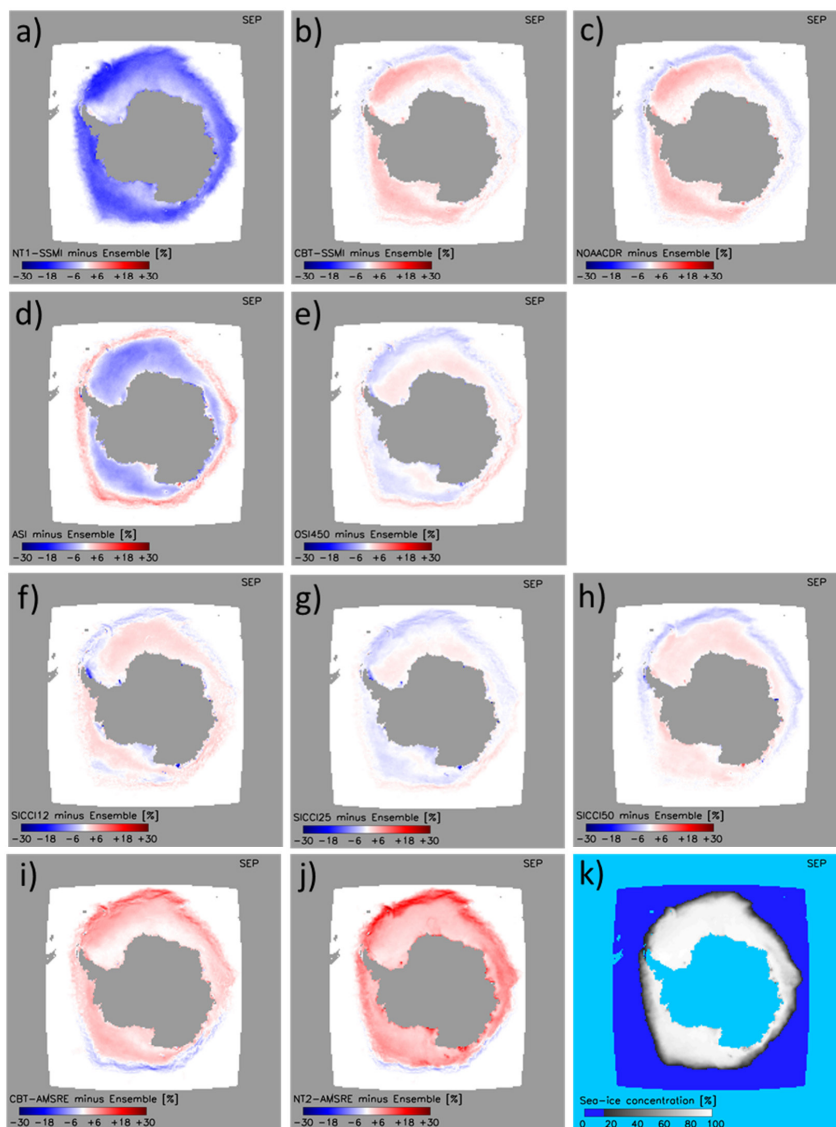 a)
SEP
NT1-SSMI minus Ensemble [%]
-30 -18 -6 +6 +18 +30
b)
SEP
CBT-SSMI minus Ensemble [%]
-30 -18 -6 +6 +18 +30
c)
SEP
NOAACDR minus Ensemble [%]
-30 -18 -6 +6 +18 +30
d)
SEP
ASI minus Ensemble [%]
-30 -18 -6 +6 +18 +30
e)
SEP
OSI450 minus Ensemble [%]
-30 -18 -6 +6 +18 +30
f)
SEP
SICCI12 minus Ensemble [%]
-30 -18 -6 +6 +18 +30
g)
SEP
SICCI25 minus Ensemble [%]
-30 -18 -6 +6 +18 +30
h)
SEP
SICCI50 minus Ensemble [%]
-30 -18 -6 +6 +18 +30
i)
SEP
CBT-AMSRE minus Ensemble [%]
-30 -18 -6 +6 +18 +30
j)
SEP
NT2-AMSRE minus Ensemble [%]
-30 -18 -6 +6 +18 +30
k)
SEP
Sea-ice concentration [%]
0 20 40 60 80 100